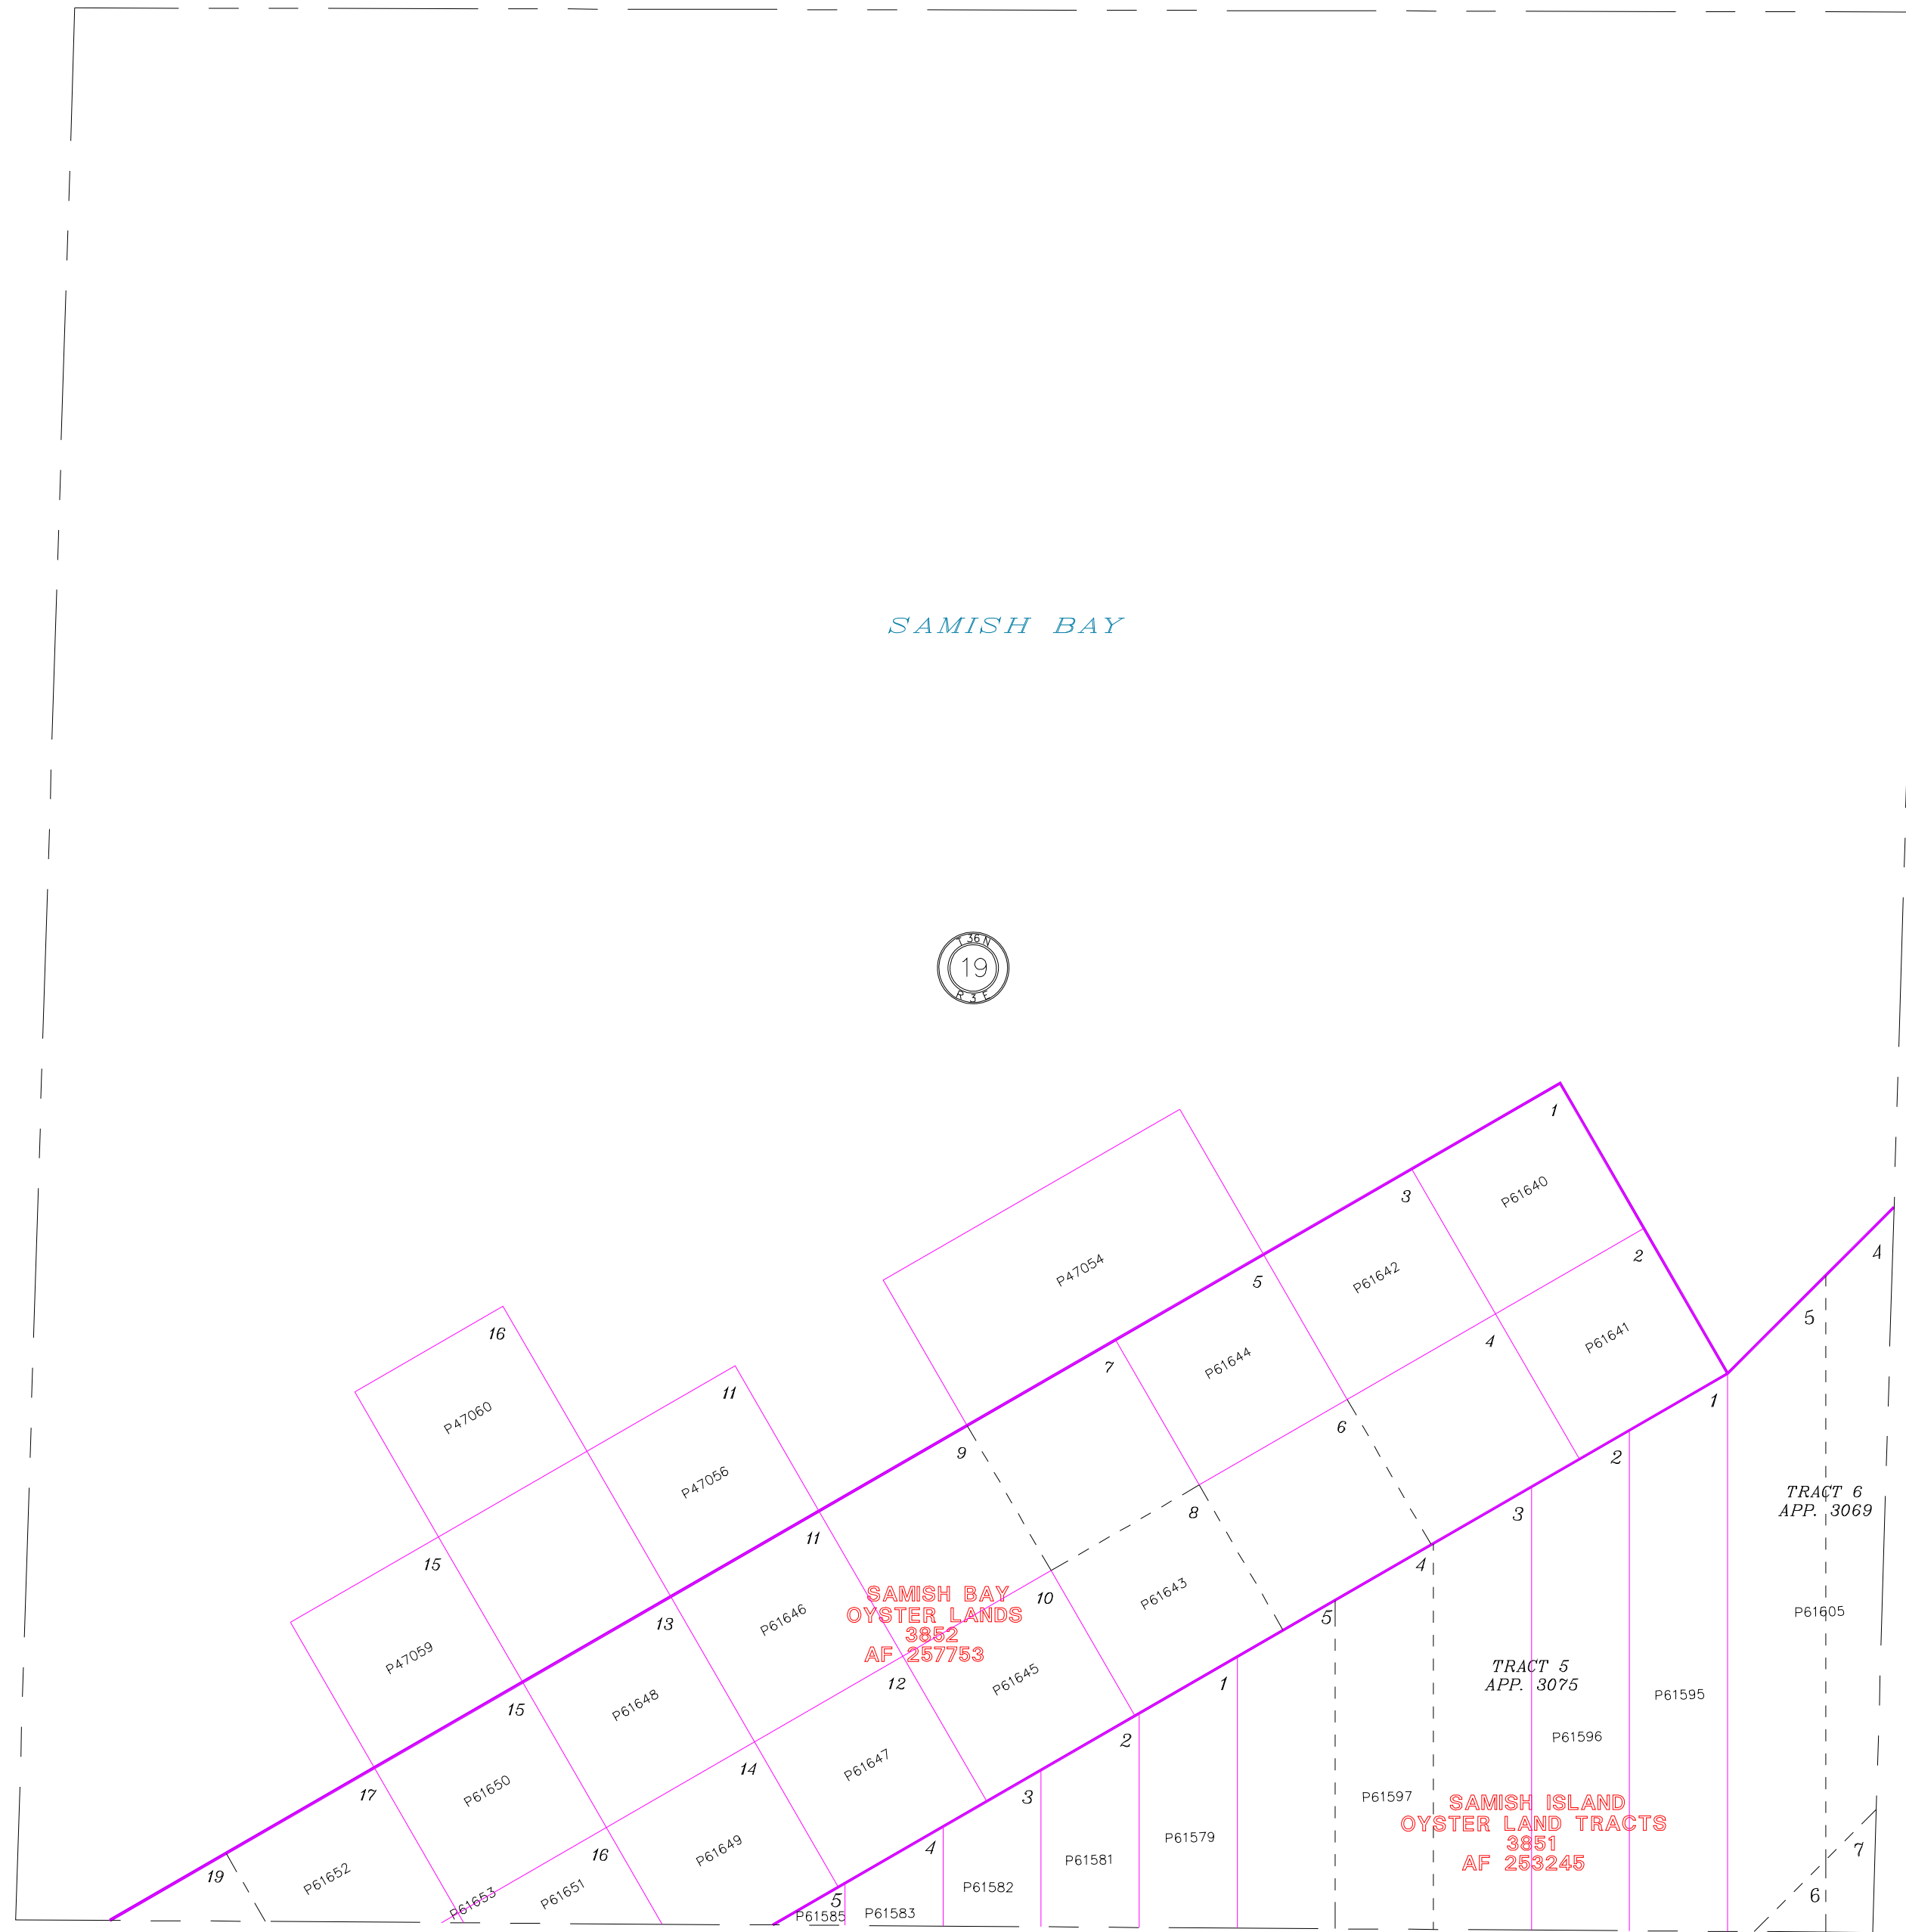 SAMISH BAY
T 36 N
19
R 3 E
1
P61640
3
2
4
P47054
P61642
5
5
P61641
16
4
7
P61644
11
6
1
P47060
9
2
P47056
TRACT 6
APP. 3069
8
3
11
15
4
SAMISH BAY
OYSTER LANDS
3852
AF 257753
10
P61643
P61605
5
P61646
13
P47059
TRACT 5
APP. 3075
P61645
12
1
P61595
15
P61648
2
P61596
14
P61647
17
P61650
3
P61597
SAMISH ISLAND
OYSTER LAND TRACTS
3851
AF 253245
P61579
4
7
16
P61649
P61581
19
P61652
P61582
6
P61651
P61653
5
P61585
P61583